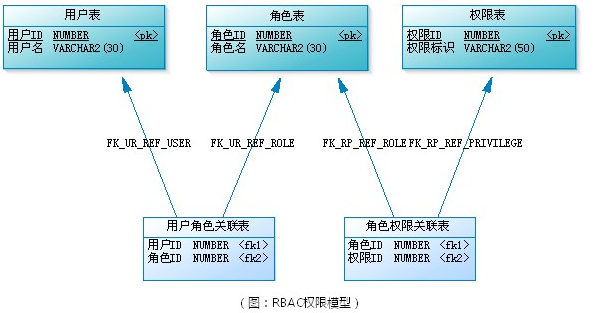 用户表 角色表 权限表
用户ID NUMBER <pk> 角色ID NUMBER <pk> 权限ID NUMBER <pk>
用户名 VARCHAR2(30) 角色名 VARCHAR2(30) 权限标识 VARCHAR2(50)
FK_UR_REF_USER FK_UR_REF_ROLE FK_RP_REF_ROLE FK_RP_REF_PRIVILEGE
用户角色关联表 角色权限关联表
用户ID NUMBER <fk1> 角色ID NUMBER <fk1>
角色ID NUMBER <fk2> 权限ID NUMBER <fk2>
（图：RBAC权限模型）